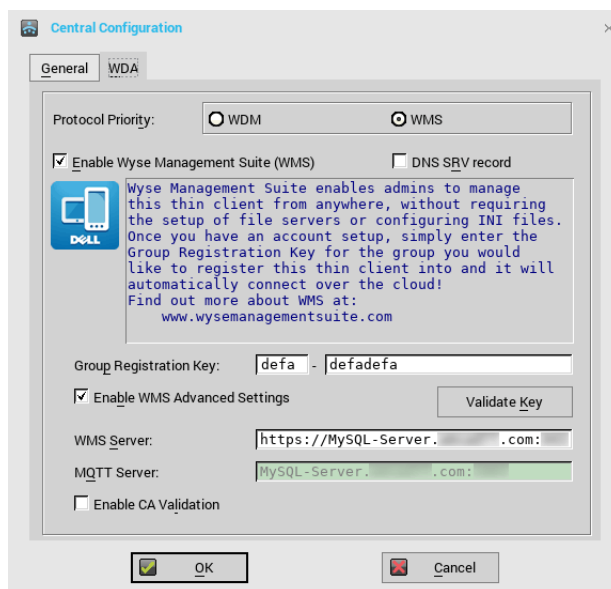 Central Configuration
General WDA
Protocol Priority: WDM WMS
Enable Wyse Management Suite (WMS) DNS SRV record
DELL
Wyse Management Suite enables admins to manage
this thin client from anywhere, without requiring
the setup of file servers or configuring INI files.
Once you have an account setup, simply enter the
Group Registration Key for the group you would
like to register this thin client into and it will
automatically connect over the cloud!
Find out more about WMS at:
www.wysemanagementsuite.com
Group Registration Key: defa - defadefa
Enable WMS Advanced Settings Validate Key
WMS Server: https://MySQL-Server. .com:
MQTT Server: MySQL-Server. .com:
Enable CA Validation
OK Cancel